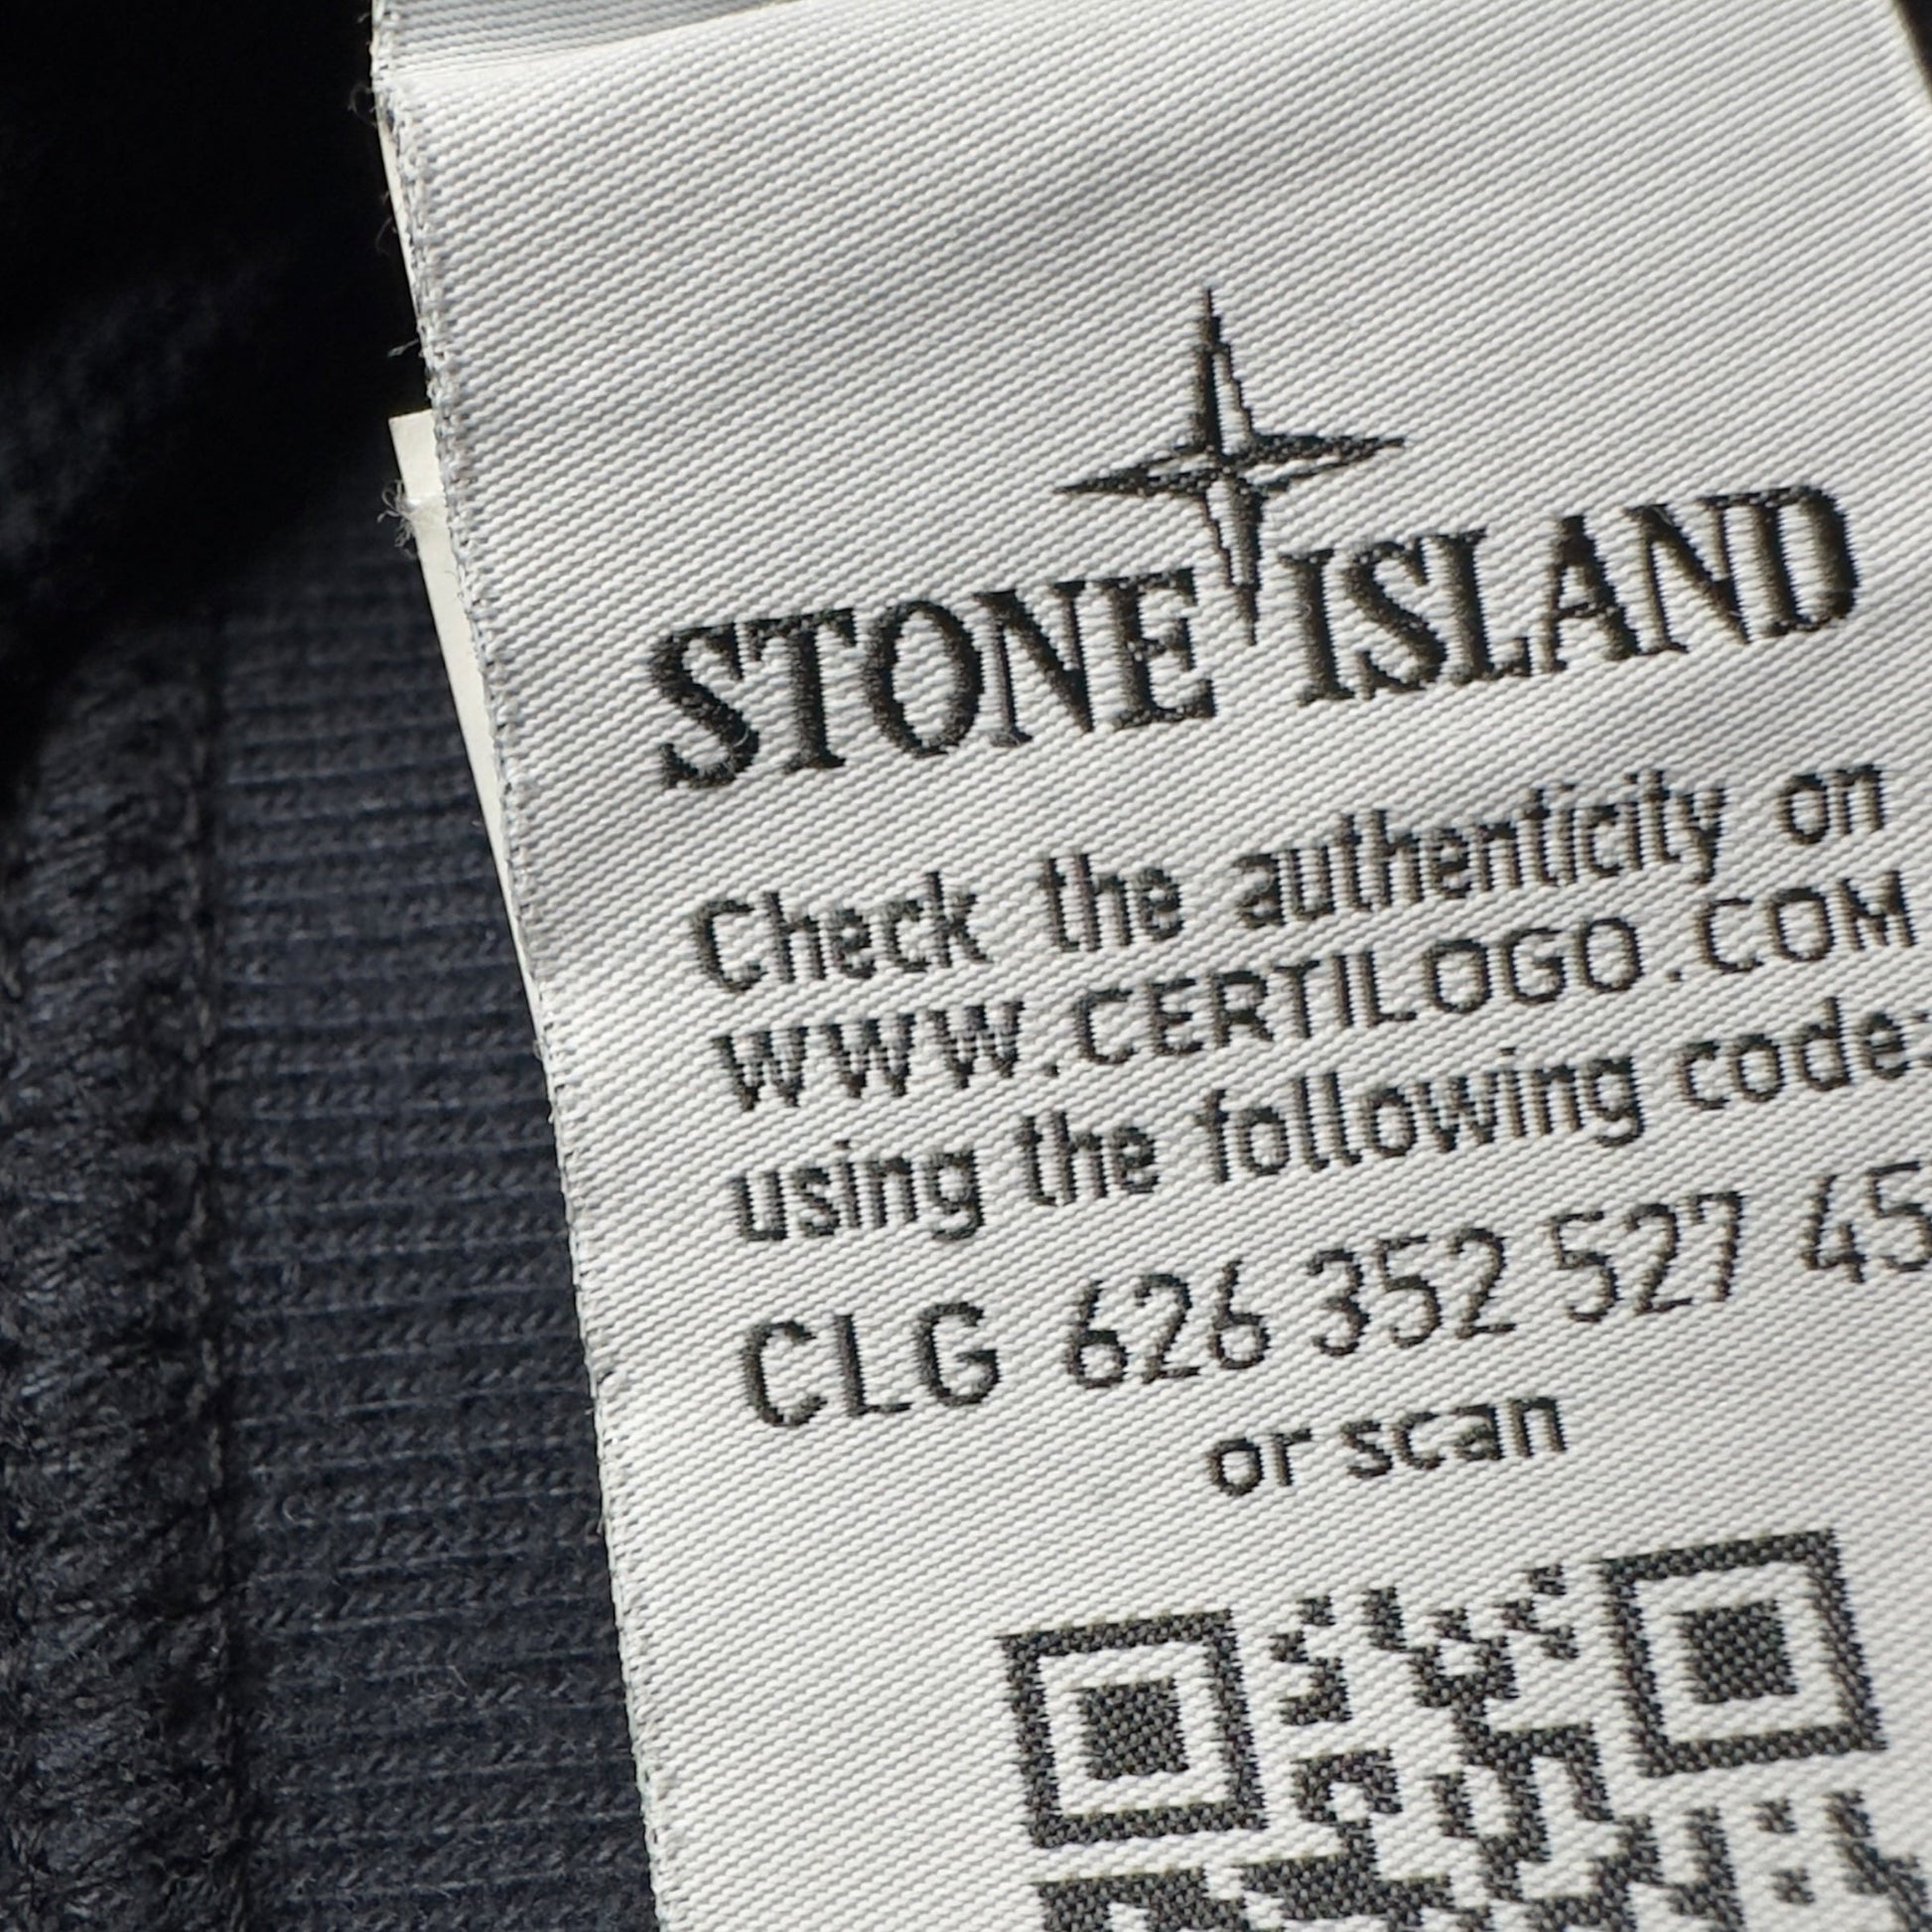 STONE ISLAND
Check the authenticity on
WWW.CERTILOGO.COM
using the following code
CLG 626 352 527 45
or scan